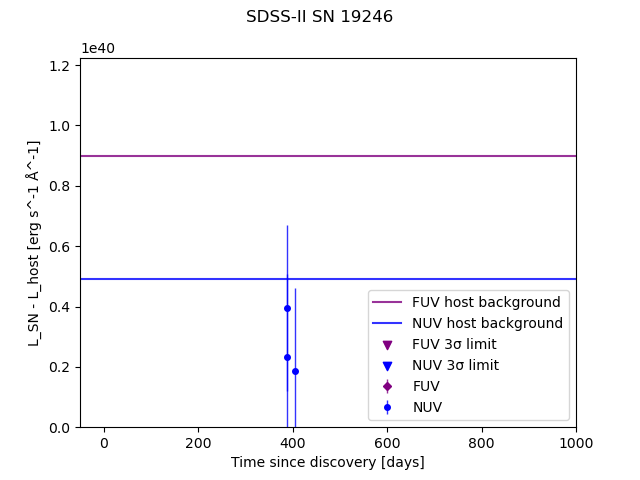 SDSS-II SN 19246
1e40
1.2
1.0
0.8
0.6
0.4
0.2
0.0
L_SN - L_host [erg s^-1 Å^-1]
FUV host background
NUV host background
FUV 3σ limit
NUV 3σ limit
FUV
NUV
0 200 400 600 800 1000
Time since discovery [days]